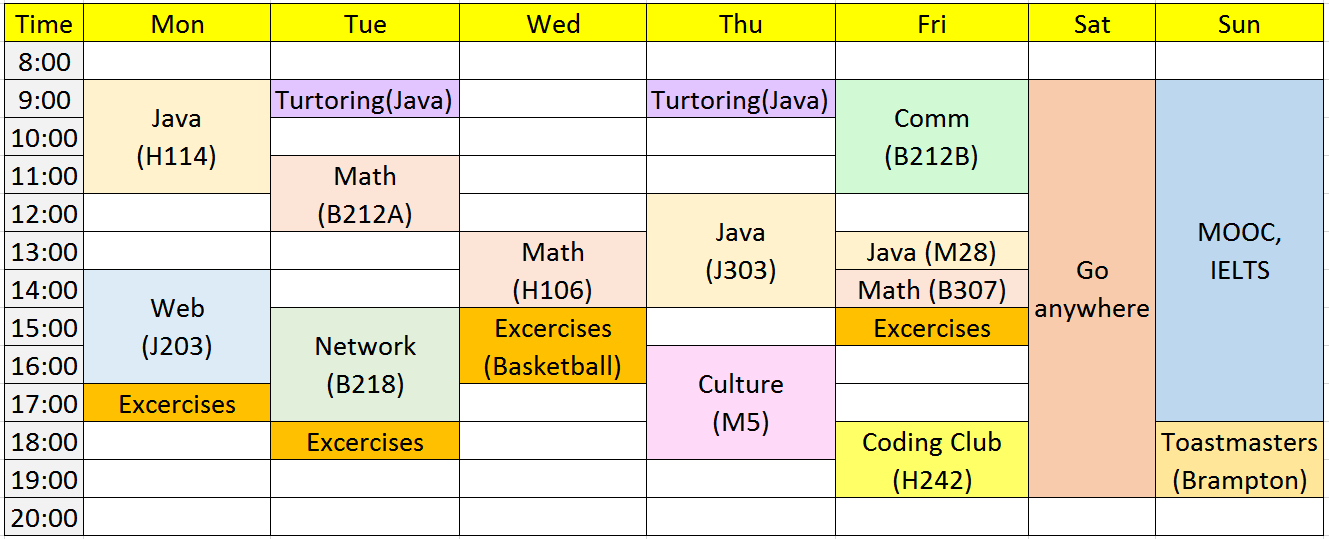 Time Mon Tue Wed Thu Fri Sat Sun
8:00
9:00 Turtoring(Java) Turtoring(Java)
Java Comm
10:00
(H114) (B212B)
11:00 Math
12:00 (B212A)
Java MOOC,
13:00 Math Java (M28)
(J303) Go IELTS
14:00 (H106) Math (B307)
Web anywhere
15:00 Excercises Excercises
(J203) Network
16:00 (Basketball)
(B218) Culture
17:00 Excercises
(M5)
18:00 Excercises Coding Club Toastmasters
19:00 (H242) (Brampton)
20:00